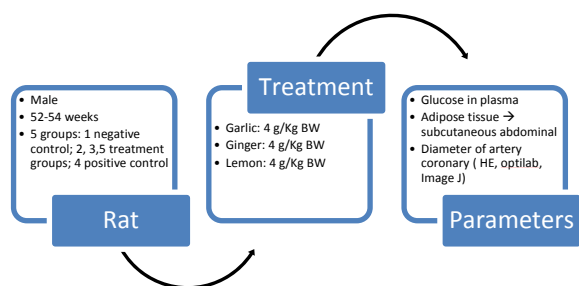 • Male
• 52-54 weeks
• 5 groups: 1 negative
control; 2, 3,5 treatment
groups; 4 positive control
Rat
Treatment
• Garlic: 4 g/Kg BW
• Ginger: 4 g/Kg BW
• Lemon: 4 g/Kg BW
• Glucose in plasma
• Adipose tissue →
subcutaneous abdominal
• Diameter of artery
coronary ( HE, optilab,
Image J)
Parameters